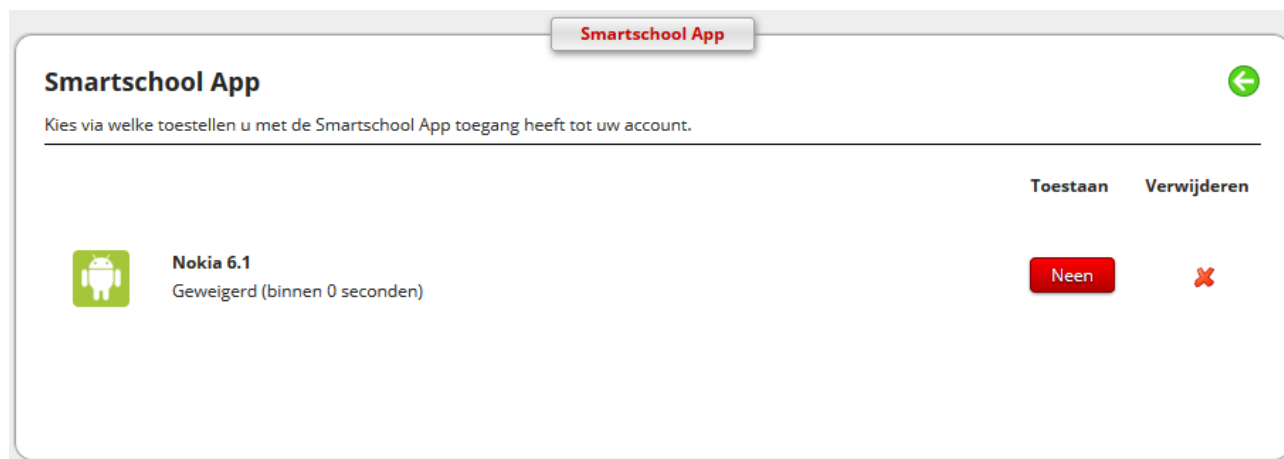 Smartschool App
Smartschool App
Kies via welke toestellen u met de Smartschool App toegang heeft tot uw account.
Toestaan Verwijderen
Nokia 6.1
Geweigerd (binnen 0 seconden)
Neen